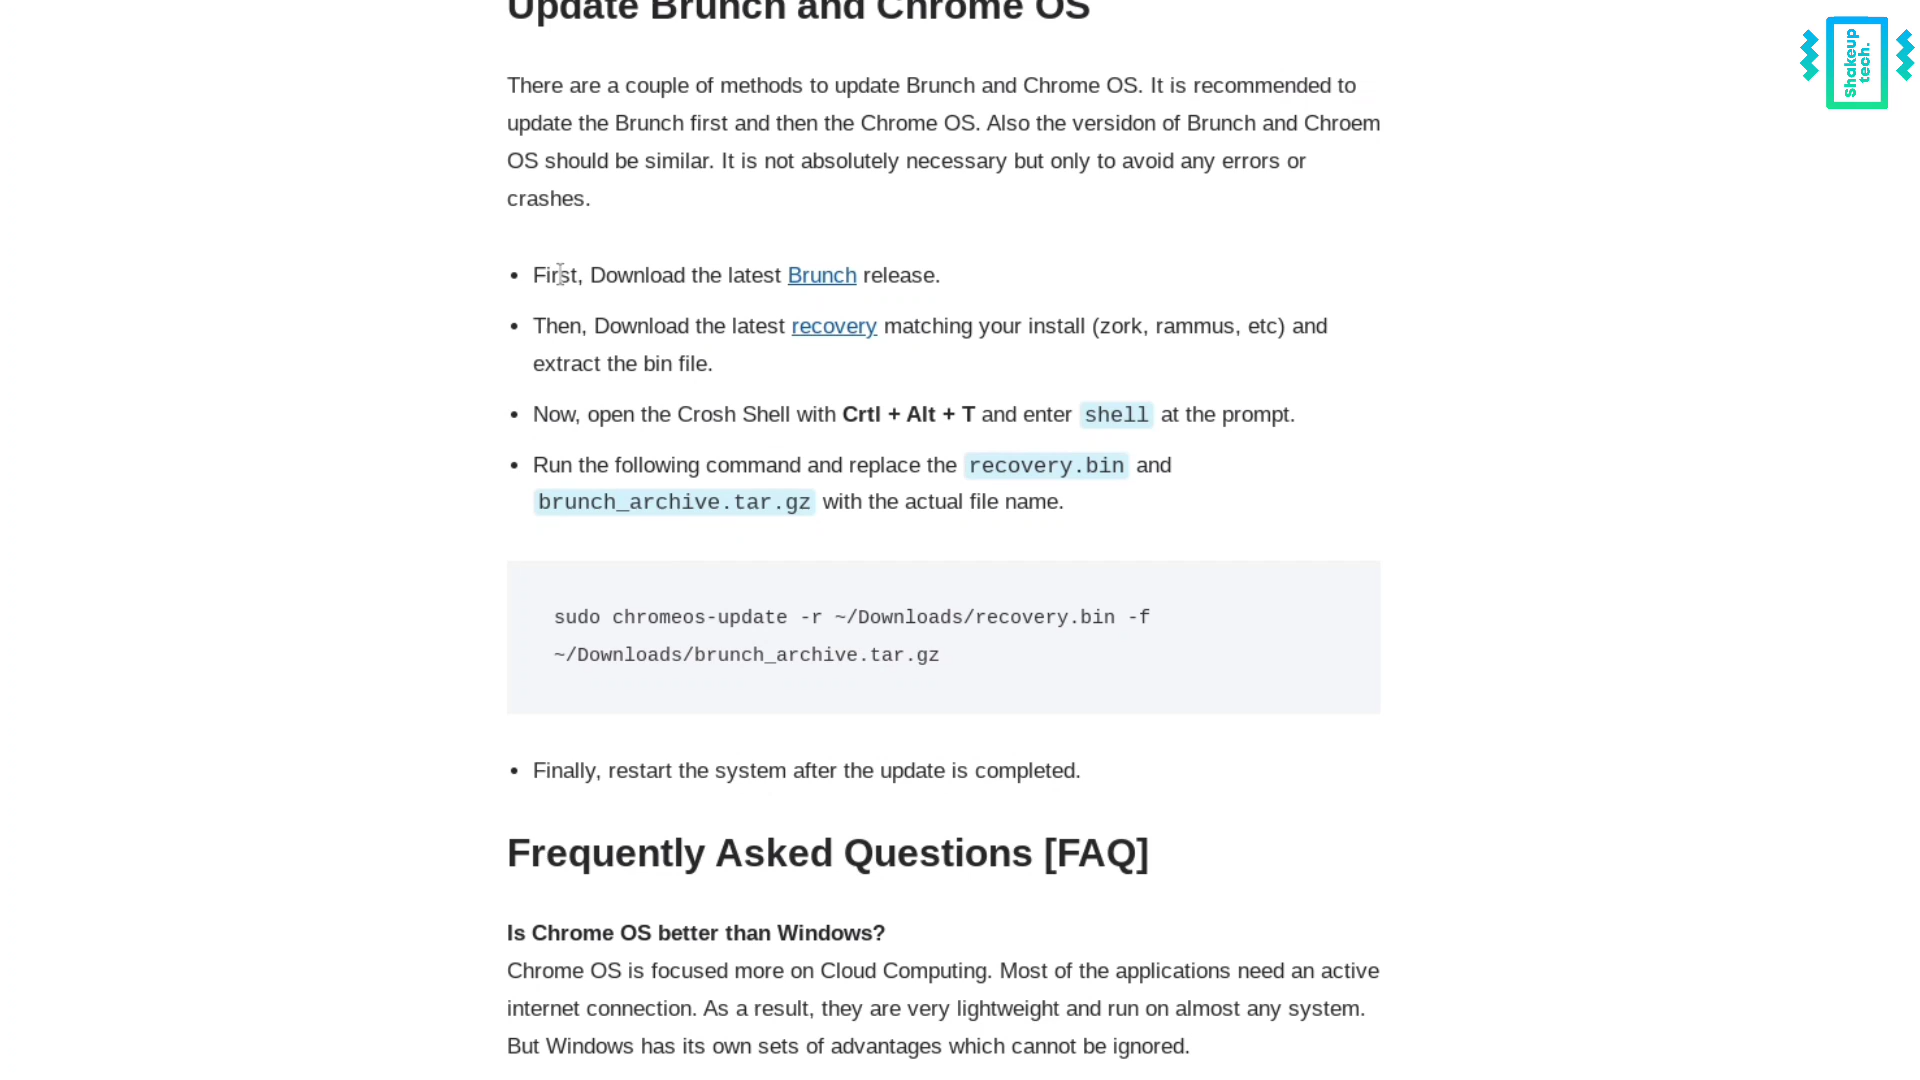 Update Brunch and Chrome OS
There are a couple of methods to update Brunch and Chrome OS. It is recommended to
update the Brunch first and then the Chrome OS. Also the versidon of Brunch and Chroem
OS should be similar. It is not absolutely necessary but only to avoid any errors or
crashes.
• First, Download the latest Brunch release.
• Then, Download the latest recovery matching your install (zork, rammus, etc) and
extract the bin file.
• Now, open the Crosh Shell with Crtl + Alt + T and enter shell at the prompt.
• Run the following command and replace the recovery.bin and
brunch_archive.tar.gz with the actual file name.
sudo chromeos-update -r ~/Downloads/recovery.bin -f
~/Downloads/brunch_archive.tar.gz
• Finally, restart the system after the update is completed.
Frequently Asked Questions [FAQ]
Is Chrome OS better than Windows?
Chrome OS is focused more on Cloud Computing. Most of the applications need an active
internet connection. As a result, they are very lightweight and run on almost any system.
But Windows has its own sets of advantages which cannot be ignored.
Shakeup
tech.